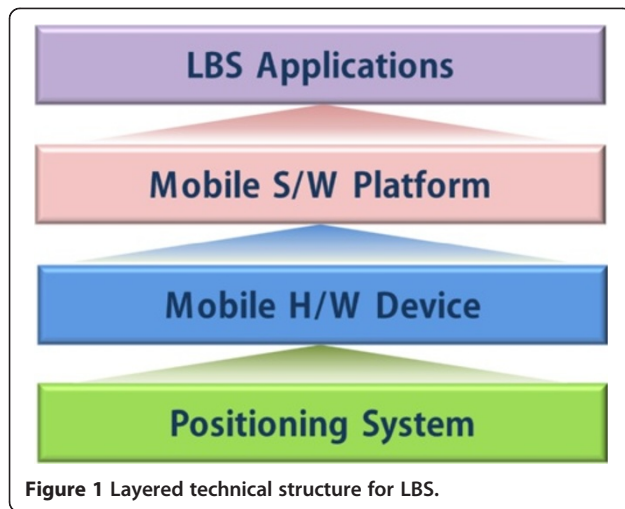 LBS Applications
Mobile S/W Platform
Mobile H/W Device
Positioning System
Figure 1 Layered technical structure for LBS.